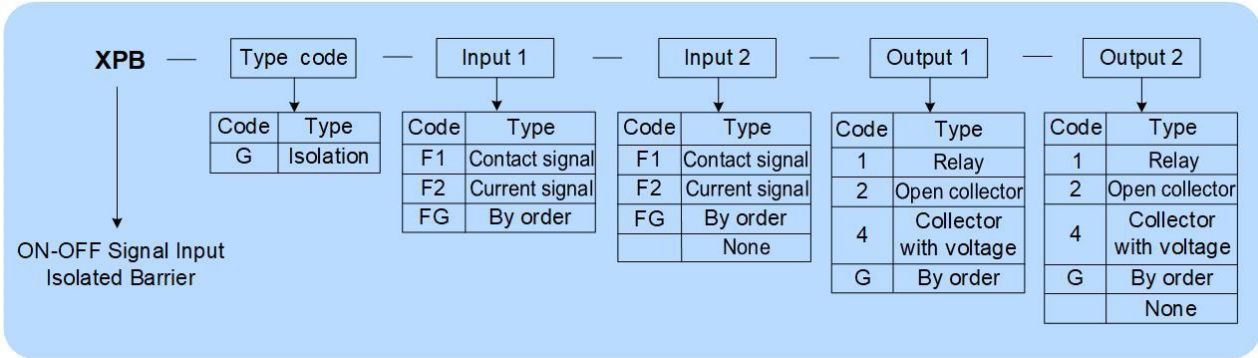 XPB — Type code — Input 1 — Input 2 — Output 1 — Output 2
Code Type
G Isolation
Code Type
F1 Contact signal
F2 Current signal
FG By order
Code Type
F1 Contact signal
F2 Current signal
FG By order
None
Code Type
1 Relay
2 Open collector
4 Collector
with voltage
G By order
Code Type
1 Relay
2 Open collector
4 Collector
with voltage
G By order
None
ON-OFF Signal Input
Isolated Barrier